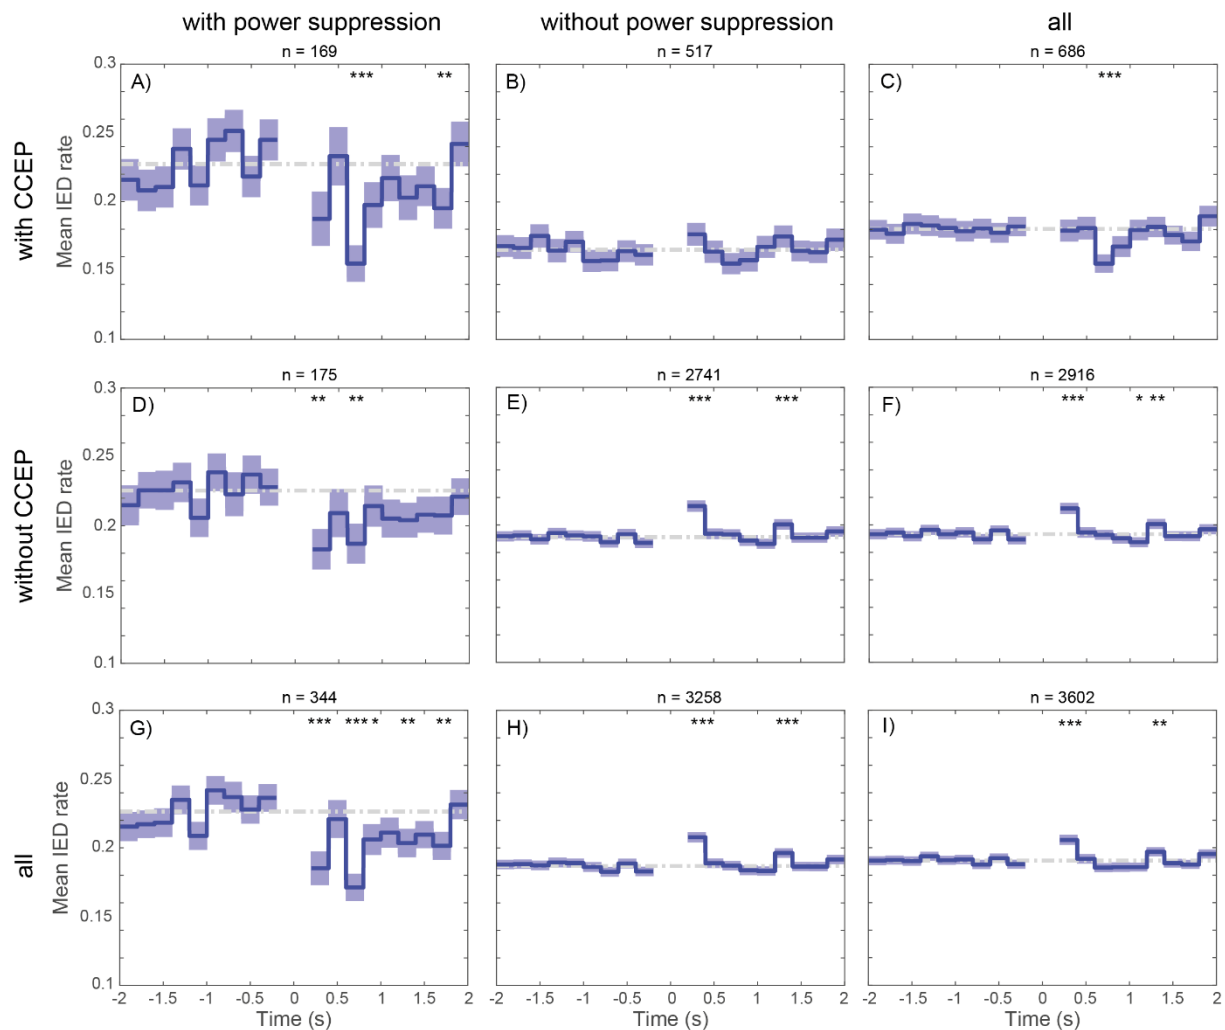 with power suppression without power suppression all
n = 169 n = 517 n = 686
with CCEP
Mean IED rate
0.3
0.25
0.2
0.15
0.1
A) *** **
B)
C) ***
n = 175 n = 2741 n = 2916
without CCEP
Mean IED rate
0.3
0.25
0.2
0.15
0.1
D) ** **
E) *** ***
F) *** * **
n = 344 n = 3258 n = 3602
all
Mean IED rate
0.3
0.25
0.2
0.15
0.1
G) *** *** * ** **
H) *** ***
I) *** **
-2 -1.5 -1 -0.5 0 0.5 1 1.5 2
-2 -1.5 -1 -0.5 0 0.5 1 1.5 2
-2 -1.5 -1 -0.5 0 0.5 1 1.5 2
Time (s) Time (s) Time (s)